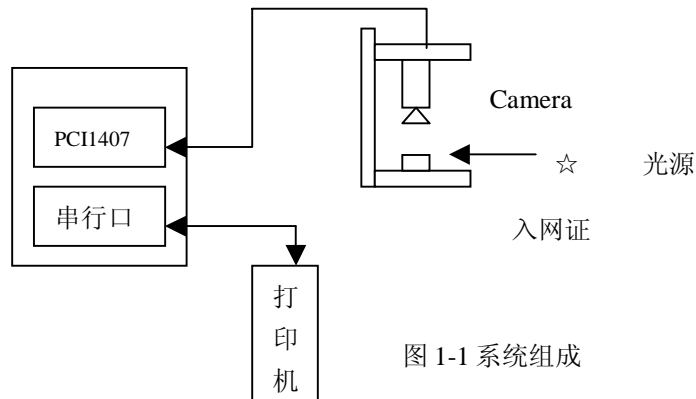 Camera
PCI1407
☆ 光源
串行口
入网证
打
印
机
图 1-1 系统组成